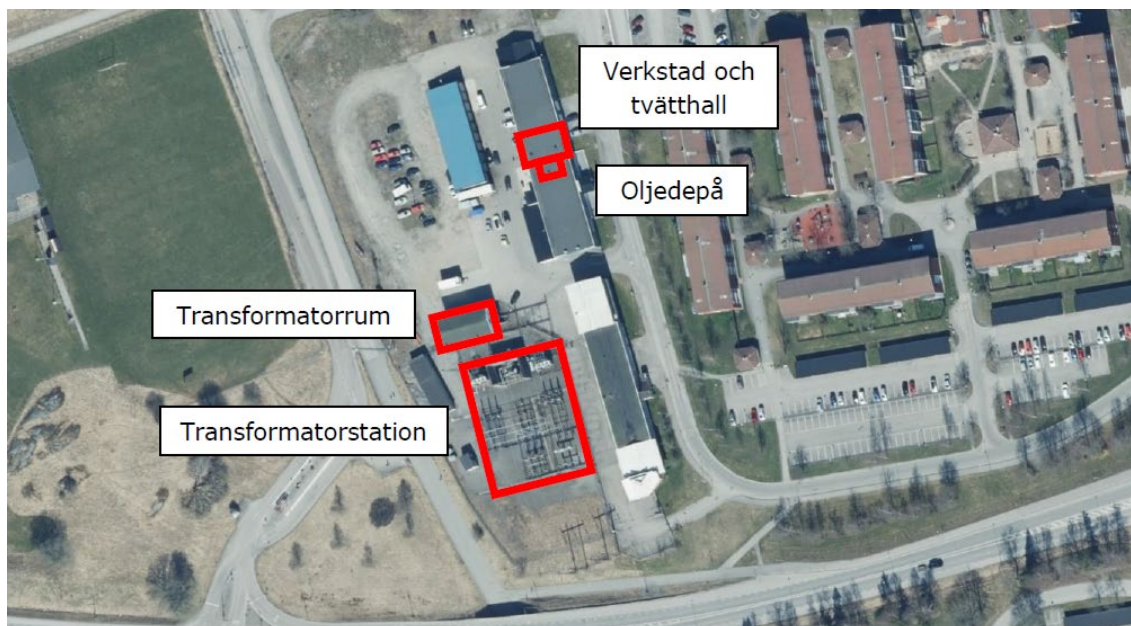 Verkstad och
tvätthall
Oljedepå
Transformatorrum
Transformatorstation